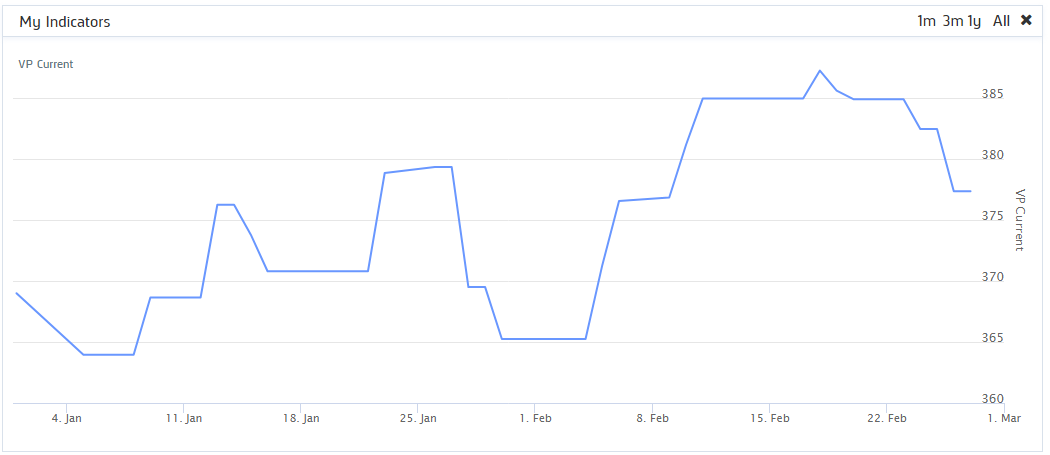 My Indicators
1m 3m 1y All ✖
VP Current
385
380
375
370
365
360
VP Current
4. Jan 11. Jan 18. Jan 25. Jan 1. Feb 8. Feb 15. Feb 22. Feb 1. Mar